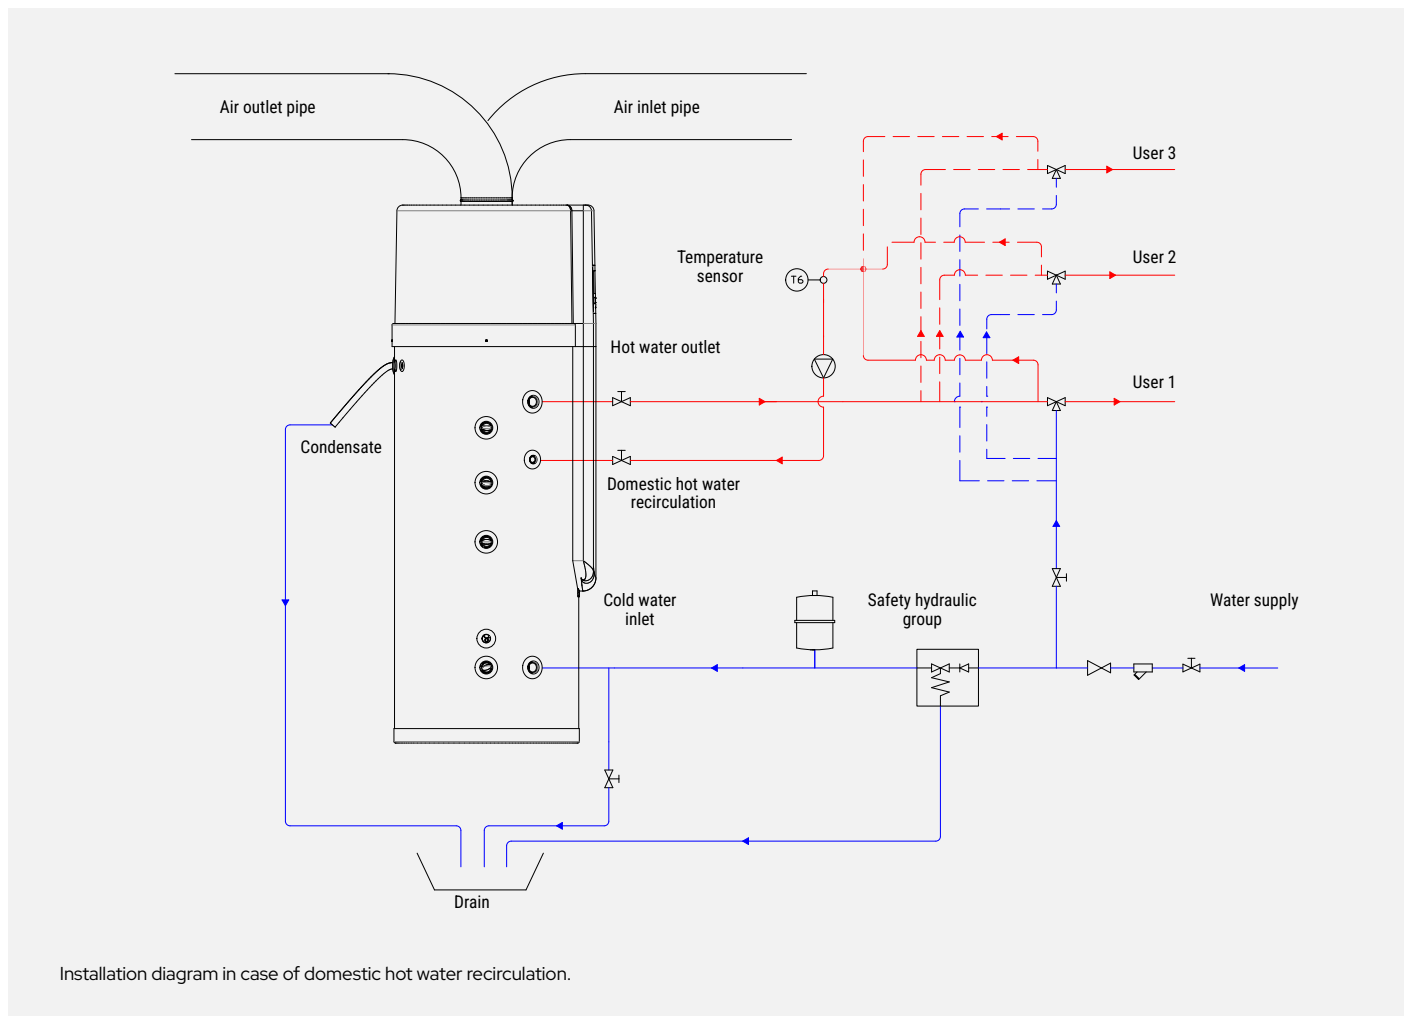 Air outlet pipe
Air inlet pipe
User 3
Temperature
sensor
T6
User 2
Hot water outlet
User 1
Condensate
Domestic hot water
recirculation
Cold water
inlet
Safety hydraulic
group
Water supply
Drain
Installation diagram in case of domestic hot water recirculation.